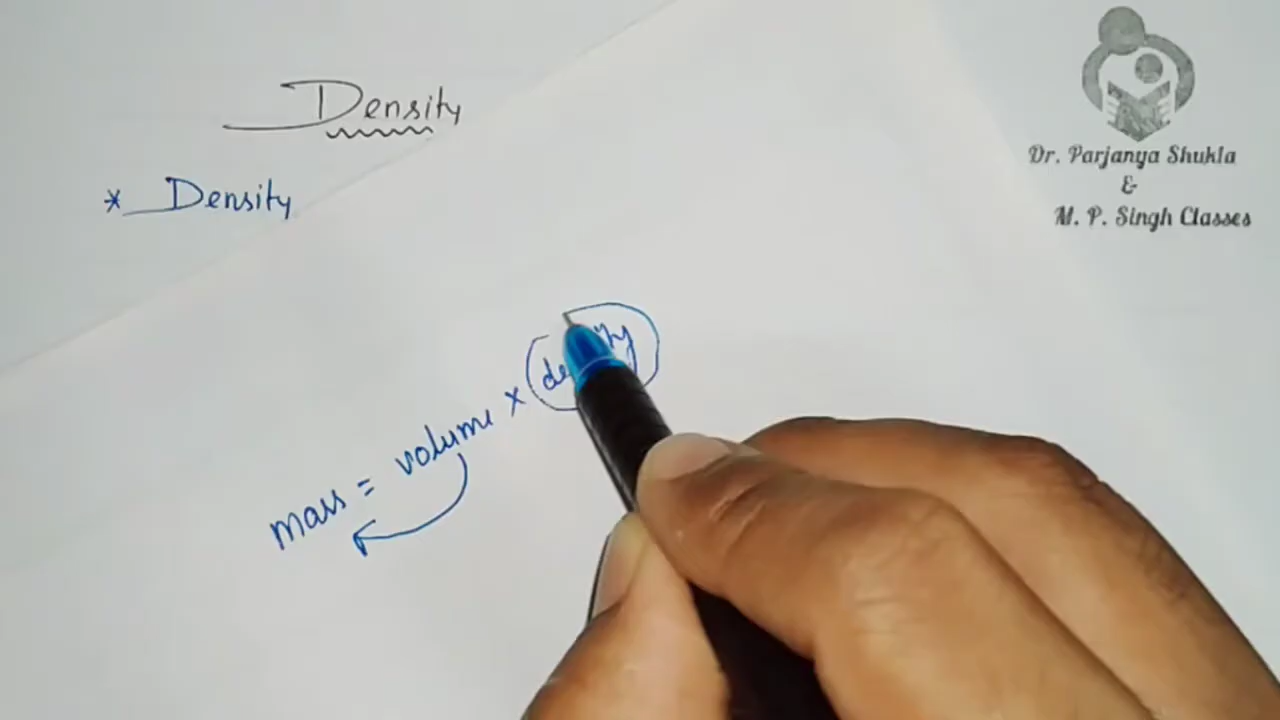 Density
* Density
mass = volume ×
Dr. Parjanya Shukla
&
M. P. Singh Classes